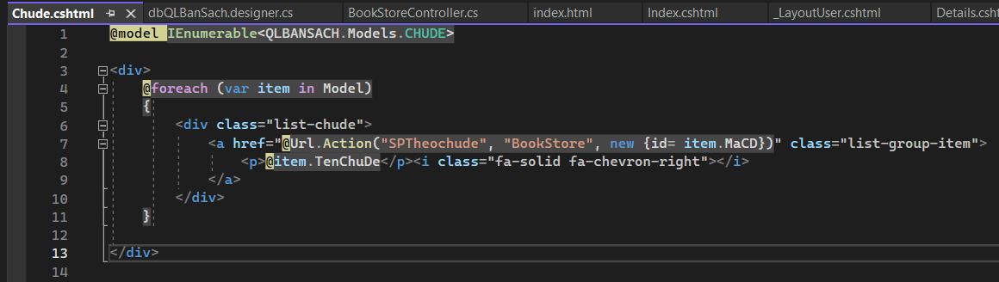 Chude.cshtml dbQLBanSach.designer.cs BookStoreController.cs index.html Index.cshtml _LayoutUser.cshtml Details.csht
1 @model IEnumerable<QLBANSACH.Models.CHUDE>
2
3 <div>
4 @foreach (var item in Model)
5 {
6 <div class="list-chude">
7 <a href="@Url.Action("SPTheochude", "BookStore", new {id= item.MaCD})" class="list-group-item">
8 <p>@item.TenChuDe</p><i class="fa-solid fa-chevron-right"></i>
9 </a>
10 </div>
11 }
12
13 </div>
14